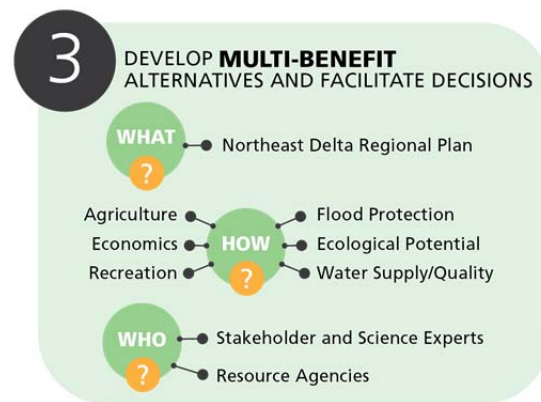 3
DEVELOP MULTI-BENEFIT
ALTERNATIVES AND FACILITATE DECISIONS
WHAT
?
Northeast Delta Regional Plan
Agriculture
Economics
Recreation
HOW
?
Flood Protection
Ecological Potential
Water Supply/Quality
WHO
?
Stakeholder and Science Experts
Resource Agencies